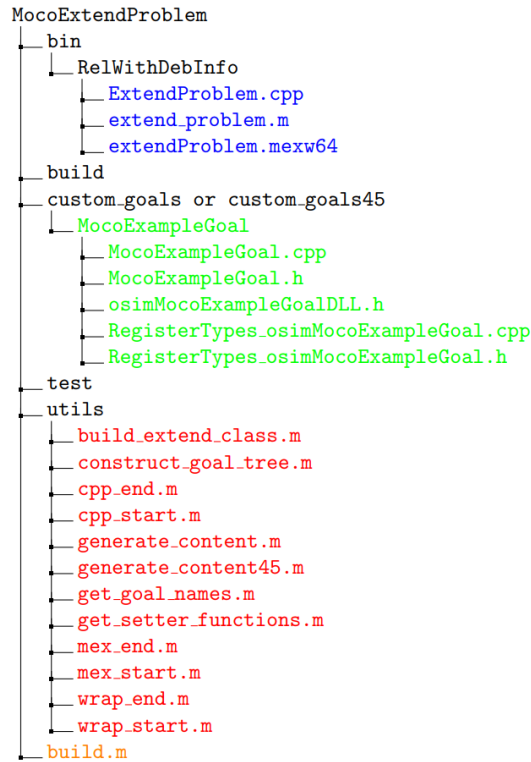 MocoExtendProblem
bin
RelWithDebInfo
ExtendProblem.cpp
extend_problem.m
extendProblem.mexw64
build
custom_goals or custom_goals45
MocoExampleGoal
MocoExampleGoal.cpp
MocoExampleGoal.h
osimMocoExampleGoalDLL.h
RegisterTypes_osimMocoExampleGoal.cpp
RegisterTypes_osimMocoExampleGoal.h
test
utils
build_extend_class.m
construct_goal_tree.m
cpp_end.m
cpp_start.m
generate_content.m
generate_content45.m
get_goal_names.m
get_setter_functions.m
mex_end.m
mex_start.m
wrap_end.m
wrap_start.m
build.m